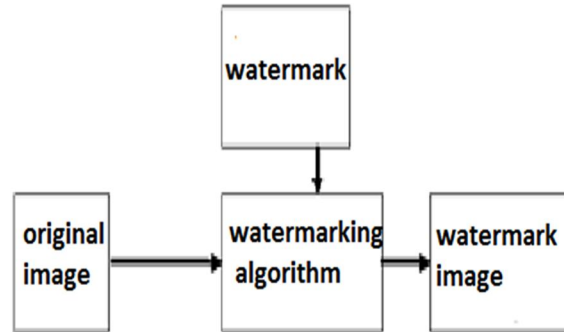 watermark
original
image
watermarking
algorithm
watermark
image